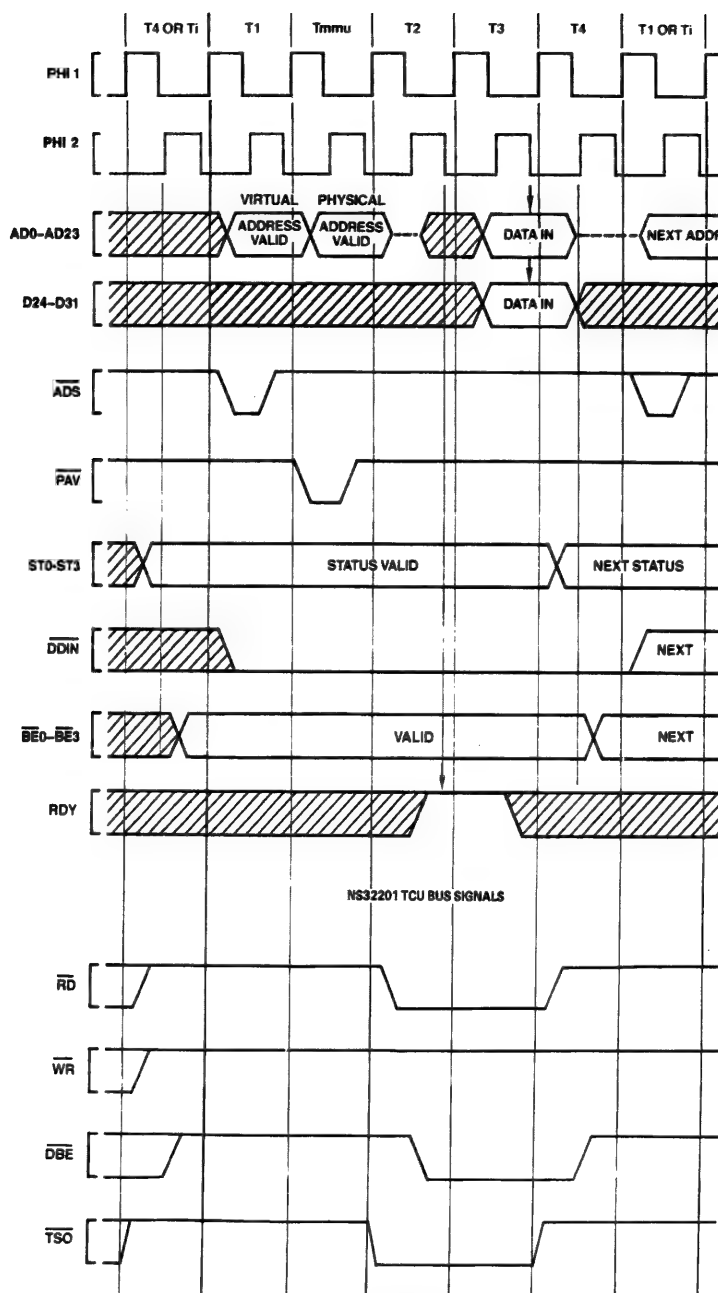 T4 OR Ti T1 Tmmu T2 T3 T4 T1 OR Ti
PHI 1
PHI 2
VIRTUAL PHYSICAL
AD0–AD23 ADDRESS VALID ADDRESS VALID DATA IN NEXT ADDR
D24–D31 DATA IN
ADS
PAV
ST0-ST3 STATUS VALID NEXT STATUS
DDIN NEXT
BE0–BE3 VALID NEXT
RDY
NS32201 TCU BUS SIGNALS
RD
WR
DBE
TSO